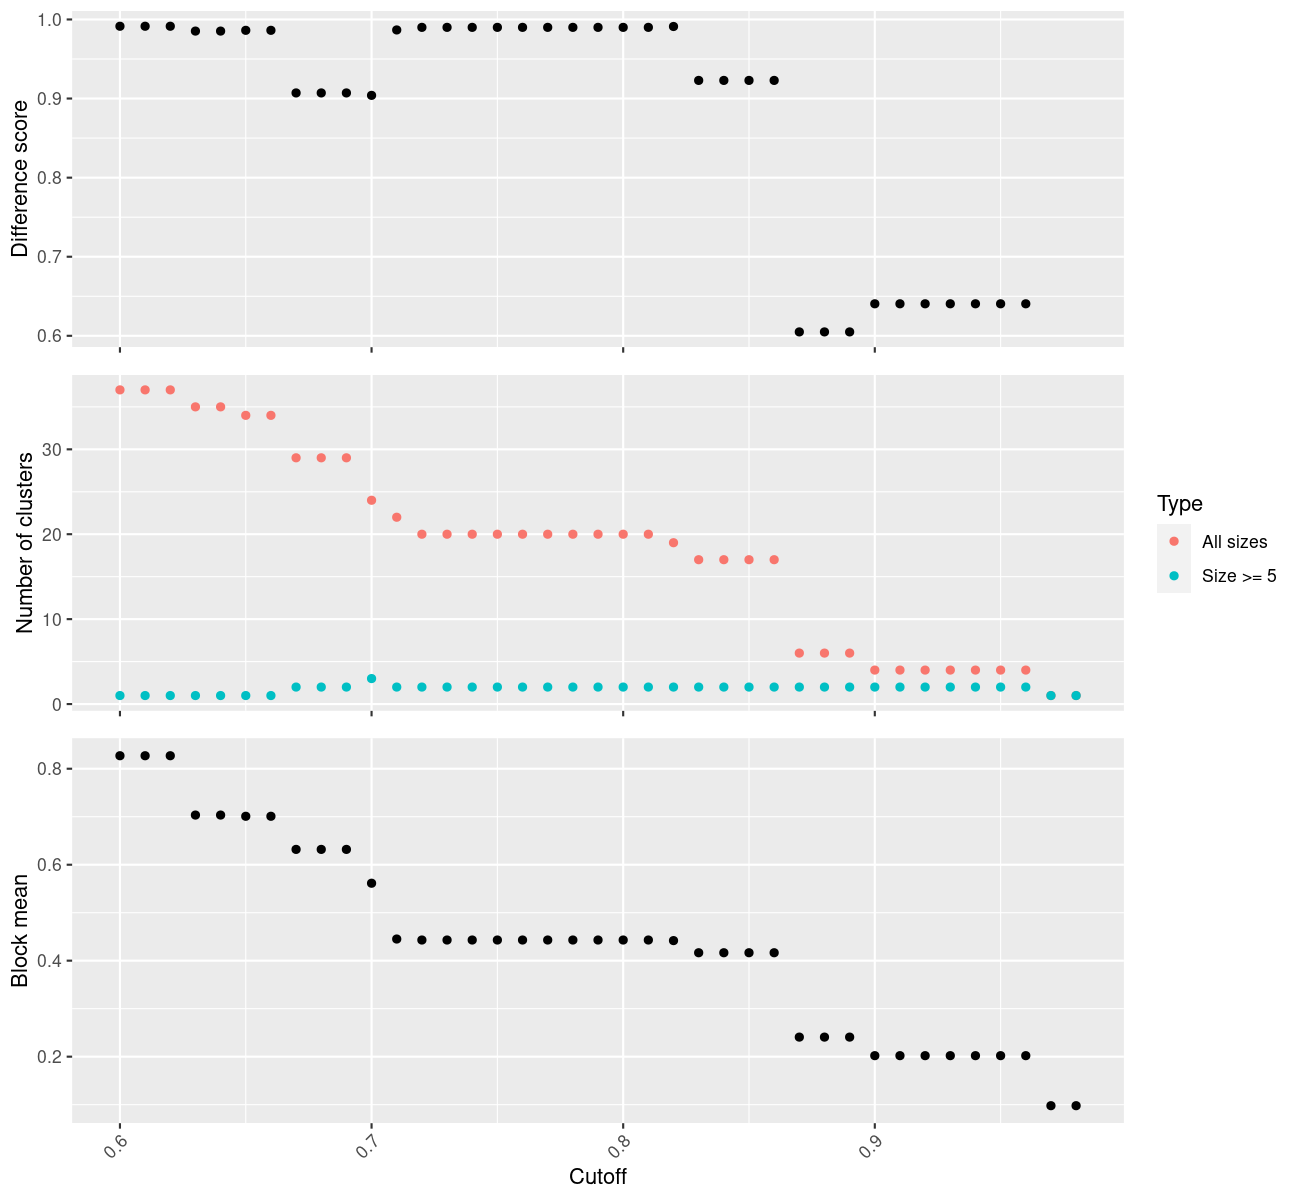 Difference score
1.0
0.9
0.8
0.7
0.6
Number of clusters
30
20
10
0
Type
All sizes
Size >= 5
Block mean
0.8
0.6
0.4
0.2
0.6 0.7 0.8 0.9
Cutoff